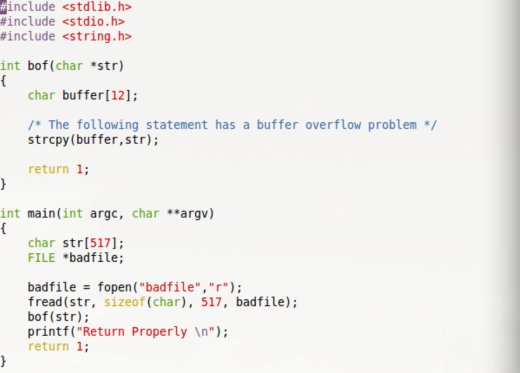 #include <stdlib.h>
#include <stdio.h>
#include <string.h>

int bof(char *str)
{
    char buffer[12];

    /* The following statement has a buffer overflow problem */
    strcpy(buffer,str);

    return 1;
}

int main(int argc, char **argv)
{
    char str[517];
    FILE *badfile;

    badfile = fopen("badfile","r");
    fread(str, sizeof(char), 517, badfile);
    bof(str);
    printf("Return Properly \n");
    return 1;
}